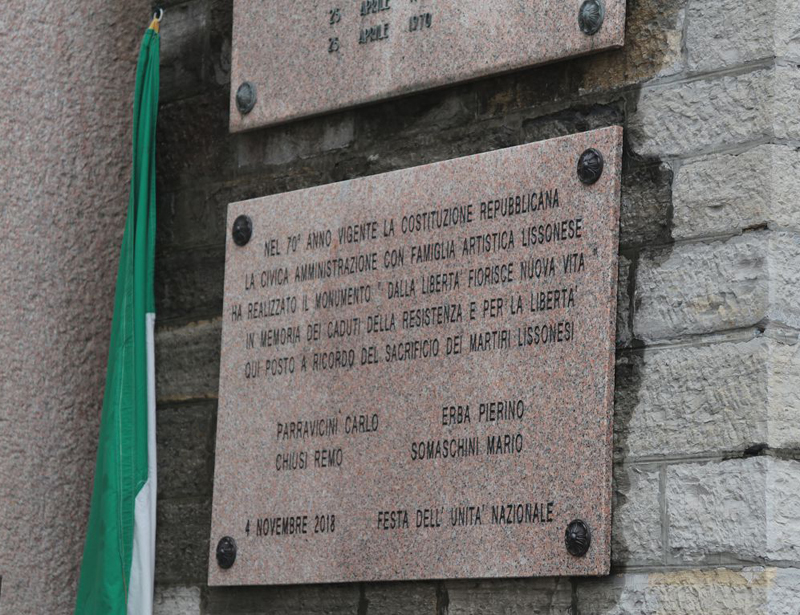 25 APRILE
25 APRILE 1970
NEL 70° ANNO VIGENTE LA COSTITUZIONE REPUBBLICANA
LA CIVICA AMMINISTRAZIONE CON FAMIGLIA ARTISTICA LISSONESE
HA REALIZZATO IL MONUMENTO " DALLA LIBERTA' FIORISCE NUOVA VITA "
IN MEMORIA DEI CADUTI DELLA RESISTENZA E PER LA LIBERTA'
QUI POSTO A RICORDO DEL SACRIFICIO DEI MARTIRI LISSONESI
PARRAVICINI CARLO ERBA PIERINO
CHIUSI REMO SOMASCHINI MARIO
4 NOVEMBRE 2018 FESTA DELL' UNITA' NAZIONALE